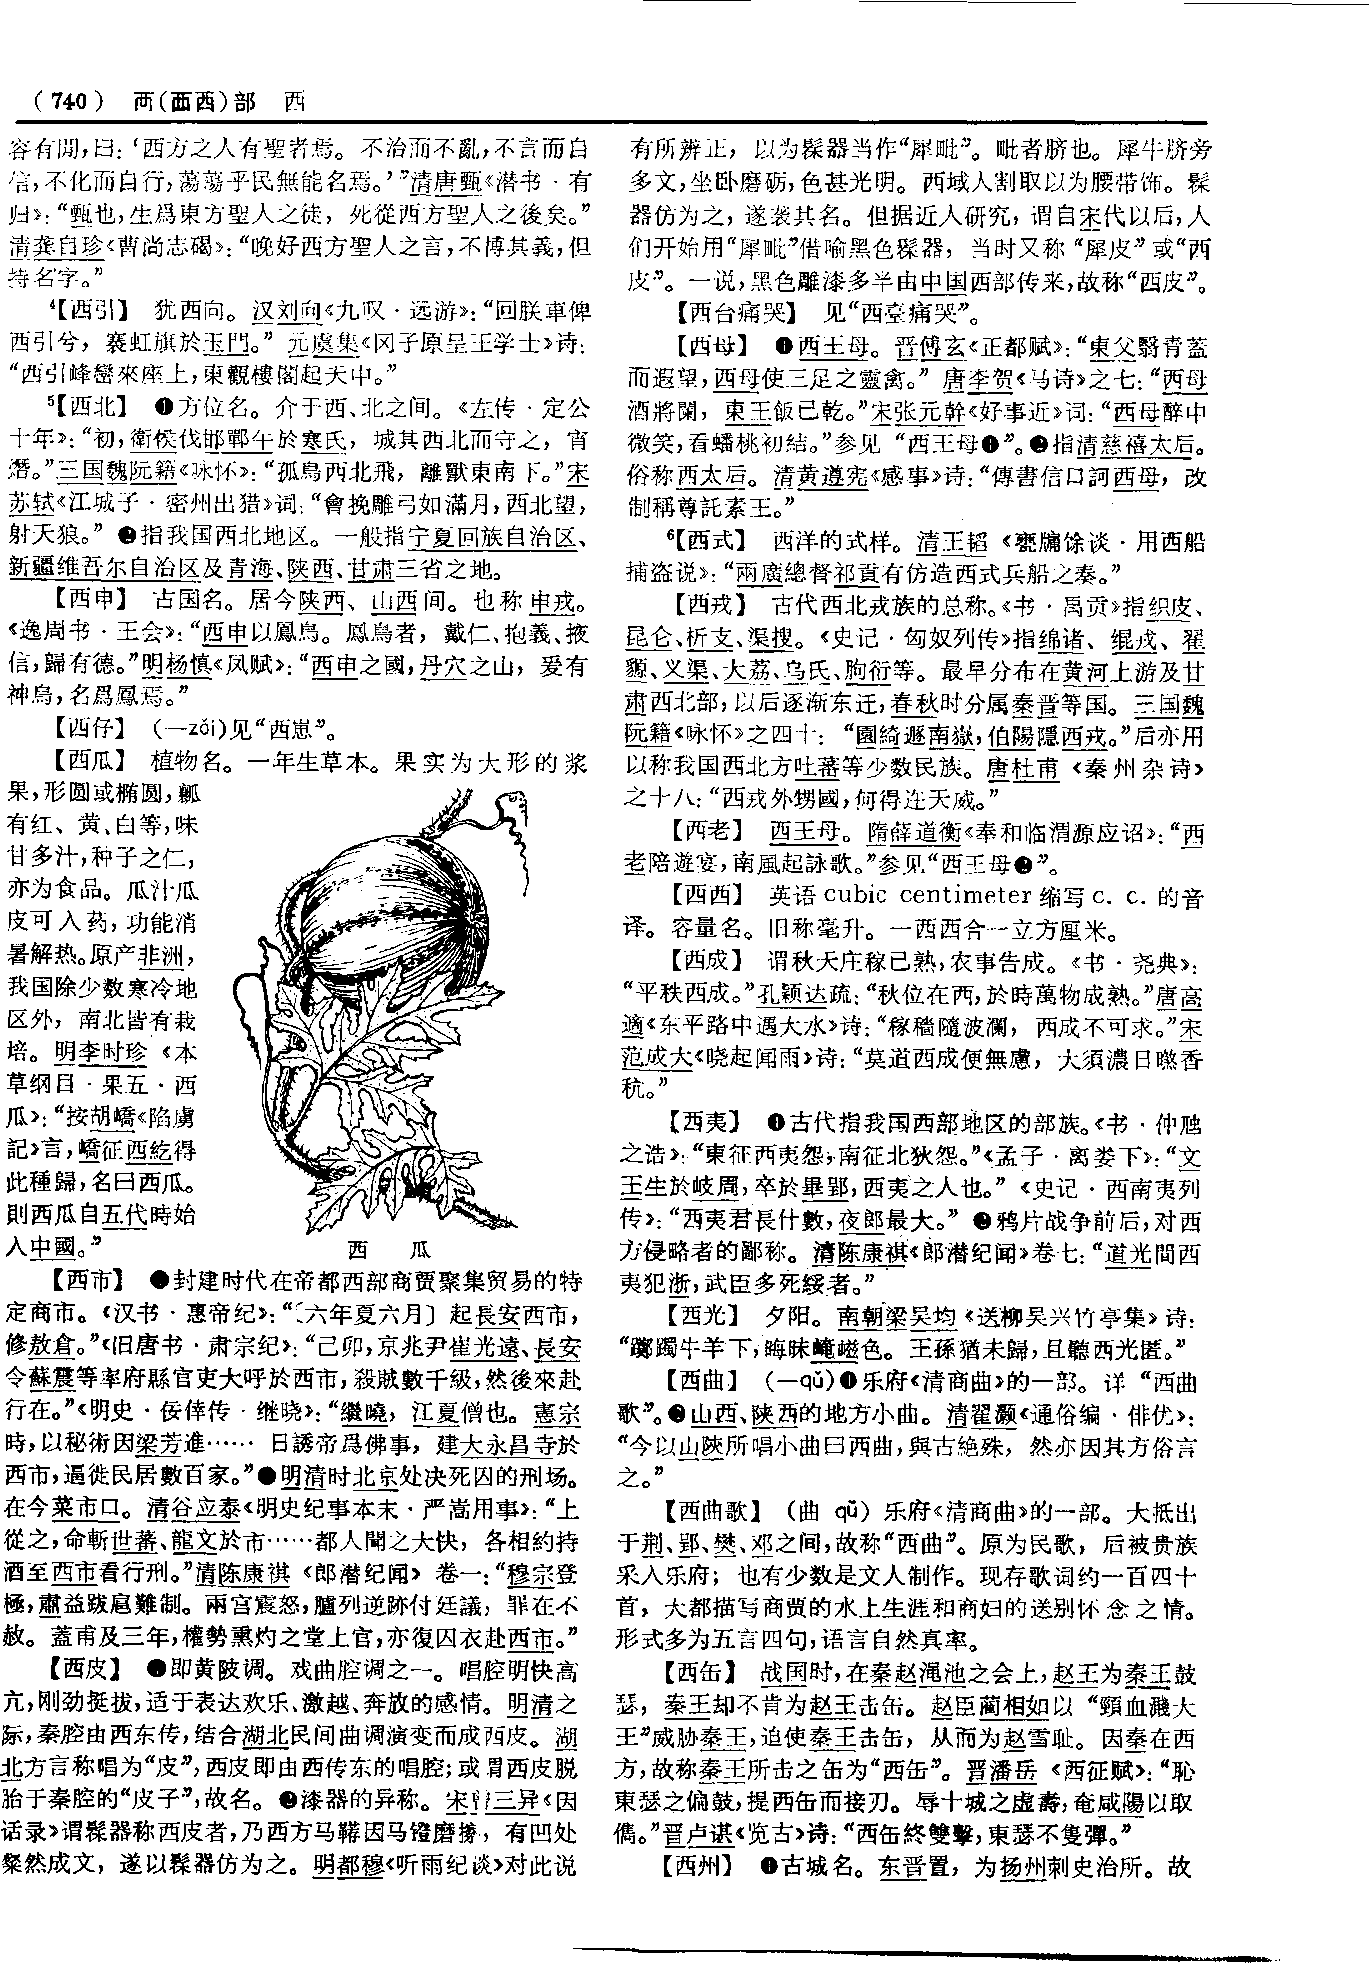 （740） 襾（覀西）部 西
容有間，曰：‘西方之人有聖者焉。不治而不亂，不言而自
信，不化而自行，蕩蕩乎民無能名焉。’”清唐甄《潜书·有
归》：“甄也，生爲東方聖人之徒，死從西方聖人之後矣。”
清龚自珍《曹尚志碣》：“晚好西方聖人之言，不博其義，但
持名字。”
4【西引】 犹西向。汉刘向《九叹·远游》：“回朕車俾
西引兮，褰虹旗於玉門。”元虞集《冈子原呈王学士》诗：
“西引峰巒來座上，東觀樓閣起天中。”
5【西北】 ❶方位名。介于西、北之间。《左传·定公
十年》：“初，衛侯伐邯鄲午於寒氏，城其西北而守之，宵
熸。”三国魏阮籍《咏怀》：“孤鳥西北飛，離獸東南下。”宋
苏轼《江城子·密州出猎》词：“會挽雕弓如滿月，西北望，
射天狼。”❷指我国西北地区。一般指宁夏回族自治区、
新疆维吾尔自治区及青海、陕西、甘肃三省之地。
【西申】 古国名。居今陕西、山西间。也称申戎。
《逸周书·王会》：“西申以鳳鳥。鳳鳥者，戴仁、抱義、掖
信，歸有德。”明杨慎《凤赋》：“西申之國，丹穴之山，爰有
神鳥，名爲鳳焉。”
【西仔】 （—zǎi）见“西崽”。
【西瓜】 植物名。一年生草本。果实为大形的浆
果，形圆或椭圆，瓤
有红、黄、白等，味
甘多汁，种子之仁，
亦为食品。瓜汁瓜
皮可入药，功能消
暑解热。原产非洲，
我国除少数寒冷地
区外，南北皆有栽
培。明李时珍《本
草纲目·果五·西
瓜》：“按胡嶠《陷虜
記》言，嶠征西紇得
此種歸，名曰西瓜。
則西瓜自五代時始
入中國。”
西 瓜
【西市】 ❶封建时代在帝都西部商贾聚集贸易的特
定商市。《汉书·惠帝纪》：“〔六年夏六月〕起長安西市，
修敖倉。”《旧唐书·肃宗纪》：“己卯，京兆尹崔光遠、長安
令蘇震等率府縣官吏大呼於西市，殺賊數千級，然後來赴
行在。”《明史·佞倖传·继晓》：“繼曉，江夏僧也。憲宗
時，以秘術因梁芳進……日誘帝爲佛事，建大永昌寺於
西市，逼徙民居數百家。”❷明清时北京处决死囚的刑场。
在今菜市口。清谷应泰《明史纪事本末·严嵩用事》：“上
從之，命斬世蕃、龍文於市……都人聞之大快，各相約持
酒至西市看行刑。”清陈康祺《郎潜纪闻》卷一：“穆宗登
極，肅益跋扈難制。兩宮宸怒，臚列逆跡付廷議，罪在不
赦。蓋甫及三年，權勢熏灼之堂上官，亦復囚衣赴西市。”
【西皮】 ❶即黄陂调。戏曲腔调之一。唱腔明快高
亢，刚劲挺拔，适于表达欢乐、激越、奔放的感情。明清之
际，秦腔由西东传，结合湖北民间曲调演变而成西皮。湖
北方言称唱为“皮”，西皮即由西传东的唱腔；或谓西皮脱
胎于秦腔的“皮子”，故名。❷漆器的异称。宋曾三异《因
话录》谓髹器称西皮者，乃西方马鞯因马镫磨擦，有凹处
粲然成文，遂以髹器仿为之。明都穆《听雨纪谈》对此说
有所辨正，以为髹器当作“犀毗”。毗者脐也。犀牛脐旁
多文，坐卧磨砺，色甚光明。西域人割取以为腰带饰。髹
器仿为之，遂袭其名。但据近人研究，谓自宋代以后，人
们开始用“犀毗”借喻黑色髹器，当时又称“犀皮”或“西
皮”。一说，黑色雕漆多半由中国西部传来，故称“西皮”。
【西台痛哭】 见“西臺痛哭”。
【西母】 ❶西王母。晋傅玄《正都赋》：“東父翳青蓋
而遐望，西母使三足之靈禽。”唐李贺《马诗》之七：“西母
酒將闌，東王飯已乾。”宋张元幹《好事近》词：“西母醉中
微笑，看蟠桃初結。”参见“西王母❶”。❷指清慈禧太后。
俗称西太后。清黄遵宪《感事》诗：“傳書信口訶西母，改
制稱尊託素王。”
6【西式】 西洋的式样。清王韬《甕牖馀谈·用西船
捕盗说》：“兩廣總督祁貢有仿造西式兵船之奏。”
【西戎】 古代西北戎族的总称。《书·禹贡》指织皮、
昆仑、析支、渠搜。《史记·匈奴列传》指绵诸、绲戎、翟
豲、义渠、大荔、乌氏、朐衍等。最早分布在黄河上游及甘
肃西北部，以后逐渐东迁，春秋时分属秦晋等国。三国魏
阮籍《咏怀》之四十：“園綺遯南嶽，伯陽隱西戎。”后亦用
以称我国西北方吐蕃等少数民族。唐杜甫《秦州杂诗》
之十八：“西戎外甥國，何得迕天威。”
【西老】 西王母。隋薛道衡《奉和临渭源应诏》：“西
老陪遊宴，南風起詠歌。”参见“西王母❷”。
【西西】 英语 cubic centimeter 缩写 c. c. 的音
译。容量名。旧称毫升。一西西合一立方厘米。
【西成】 谓秋天庄稼已熟，农事告成。《书·尧典》：
“平秩西成。”孔颖达疏：“秋位在西，於時萬物成熟。”唐高
適《东平路中遇大水》诗：“稼穡隨波瀾，西成不可求。”宋
范成大《晓起闻雨》诗：“莫道西成便無慮，大須濃日曬香
秔。”
【西夷】 ❶古代指我国西部地区的部族。《书·仲虺
之诰》：“東征西夷怨，南征北狄怨。”《孟子·离娄下》：“文
王生於岐周，卒於畢郢，西夷之人也。”《史记·西南夷列
传》：“西夷君長什數，夜郎最大。”❷鸦片战争前后，对西
方侵略者的鄙称。清陈康祺《郎潜纪闻》卷七：“道光間西
夷犯浙，武臣多死綏者。”
【西光】 夕阳。南朝梁吴均《送柳吴兴竹亭集》诗：
“躑躅牛羊下，晦昧崦嵫色。王孫猶未歸，且聽西光匿。”
【西曲】 （—qǔ）❶乐府《清商曲》的一部。详“西曲
歌”。❷山西、陕西的地方小曲。清翟灏《通俗编·俳优》：
“今以山陝所唱小曲曰西曲，與古絶殊，然亦因其方俗言
之。”
【西曲歌】 （曲 qǔ）乐府《清商曲》的一部。大抵出
于荆、郢、樊、邓之间，故称“西曲”。原为民歌，后被贵族
采入乐府；也有少数是文人制作。现存歌词约一百四十
首，大都描写商贾的水上生涯和商妇的送别怀念之情。
形式多为五言四句，语言自然真率。
【西缶】 战国时，在秦赵渑池之会上，赵王为秦王鼓
瑟，秦王却不肯为赵王击缶。赵臣蔺相如以“頸血濺大
王”威胁秦王，迫使秦王击缶，从而为赵雪耻。因秦在西
方，故称秦王所击之缶为“西缶”。晋潘岳《西征赋》：“恥
東瑟之偏鼓，提西缶而接刃。辱十城之虛壽，奄咸陽以取
儁。”晋卢谌《览古》诗：“西缶終雙擊，東瑟不隻彈。”
【西州】 ❶古城名。东晋置，为扬州刺史治所。故